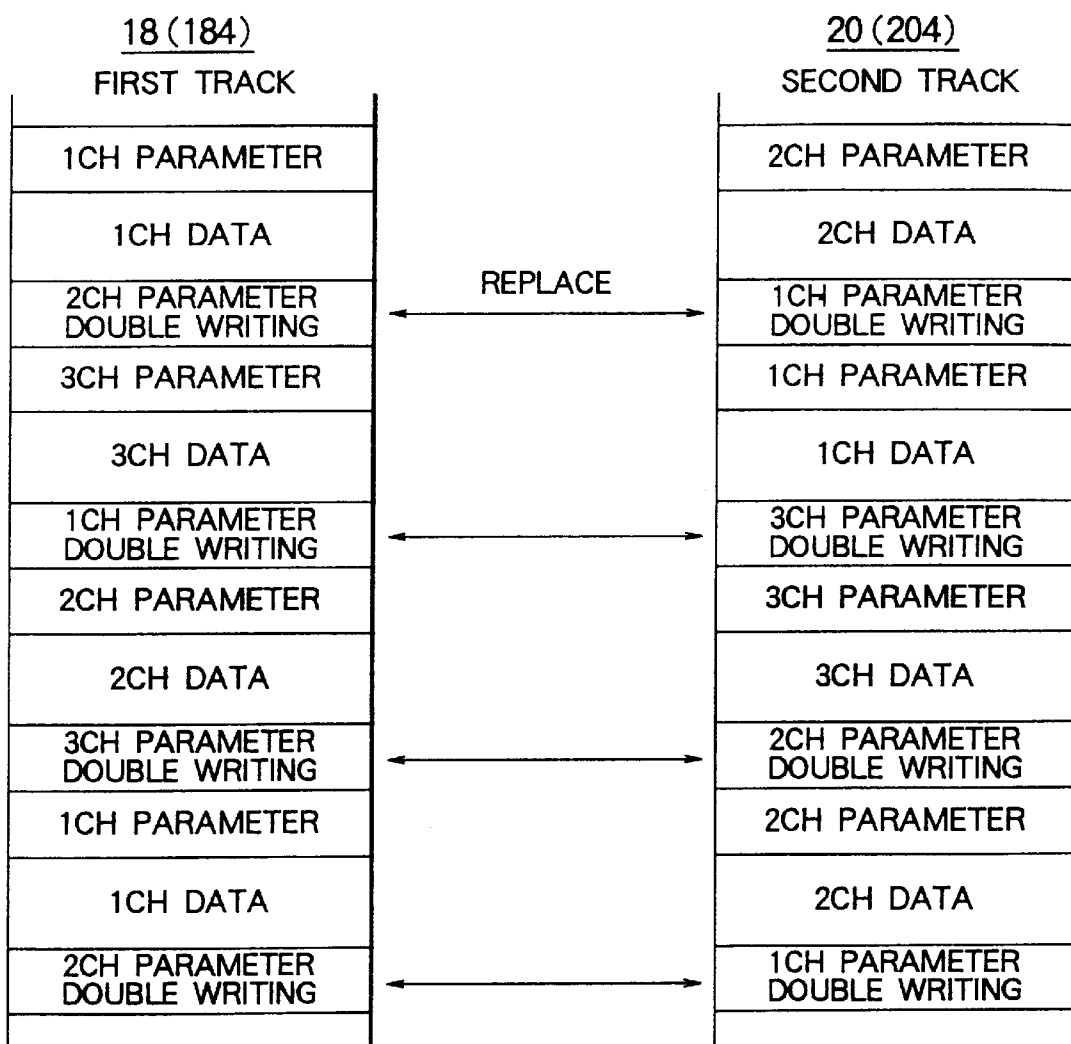 18(184)
FIRST TRACK
1CH PARAMETER
1CH DATA
2CH PARAMETER
DOUBLE WRITING
3CH PARAMETER
3CH DATA
1CH PARAMETER
DOUBLE WRITING
2CH PARAMETER
2CH DATA
3CH PARAMETER
DOUBLE WRITING
1CH PARAMETER
1CH DATA
2CH PARAMETER
DOUBLE WRITING
REPLACE
20(204)
SECOND TRACK
2CH PARAMETER
2CH DATA
1CH PARAMETER
DOUBLE WRITING
1CH PARAMETER
1CH DATA
3CH PARAMETER
DOUBLE WRITING
3CH PARAMETER
3CH DATA
2CH PARAMETER
DOUBLE WRITING
2CH PARAMETER
2CH DATA
1CH PARAMETER
DOUBLE WRITING